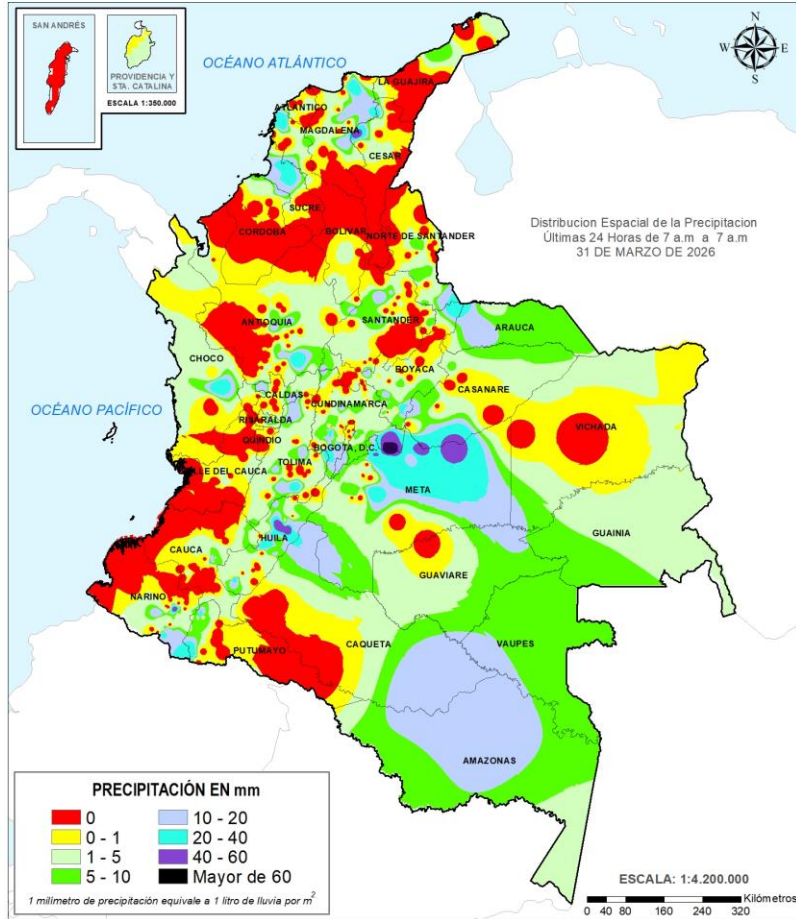 SAN ANDRÉS
PROVIDENCIA Y
STA. CATALINA
ESCALA 1:350.000
OCÉANO ATLÁNTICO
N
W E
S
LA GUAJIRA
ATLANTICO
MAGDALENA
CESAR
SUCRE
CORDOBA
BOLIVAR
NORTE DE SANTANDER
Distribucion Espacial de la Precipitacion
Últimas 24 Horas de 7 a.m a 7 a.m
31 DE MARZO DE 2026
ANTIOQUIA
SANTANDER
ARAUCA
CHOCO
BOYACA
CASANARE
CALDAS
CUNDINAMARCA
OCÉANO PACÍFICO
RISARALDA
VICHADA
QUINDIO
BOGOTA, D.C.
TOLIMA
VALLE DEL CAUCA
META
GUAINIA
HUILA
CAUCA
GUAVIARE
NARIÑO
PUTUMAYO
CAQUETA
VAUPES
AMAZONAS
PRECIPITACIÓN EN mm
0
0 - 1
1 - 5
5 - 10
10 - 20
20 - 40
40 - 60
Mayor de 60
1 milímetro de precipitación equivale a 1 litro de lluvia por m²
ESCALA: 1:4.200.000
Kilómetros
0 40 80 160 240 320